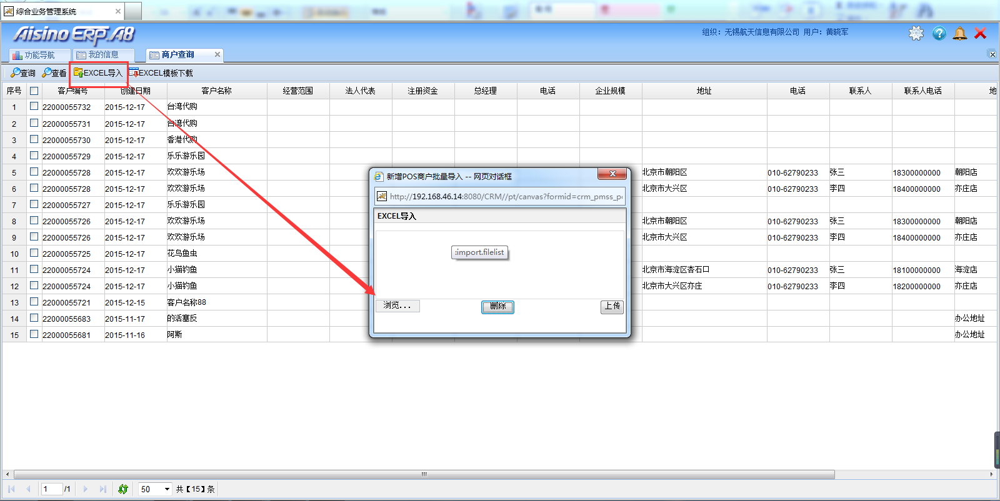 综合业务管理系统
Aisino ERP.A8
组织：无锡航天信息有限公司 用户：黄晓军
功能导航 我的信息 商户查询
查询 查看 EXCEL导入 EXCEL模板下载
序号 客户编号 创建日期 客户名称 经营范围 法人代表 注册资金 总经理 电话 企业规模 地址 电话 联系人 联系人电话 地
1 22000055732 2015-12-17 台湾代购
2 22000055731 2015-12-17 台湾代购
3 22000055730 2015-12-17 香港代购
4 22000055729 2015-12-17 乐乐游乐园
5 22000055728 2015-12-17 欢欢游乐场 北京市朝阳区 010-62790233 张三 18300000000 朝阳店
6 22000055728 2015-12-17 欢欢游乐场 北京市大兴区 010-62790233 李四 18400000000 亦庄店
7 22000055727 2015-12-17 乐乐游乐园
8 22000055726 2015-12-17 欢欢游乐场 北京市朝阳区 010-62790233 张三 18300000000 朝阳店
9 22000055726 2015-12-17 欢欢游乐场 北京市大兴区 010-62790233 李四 18400000000 亦庄店
10 22000055725 2015-12-17 花鸟鱼虫
11 22000055724 2015-12-17 小猫钓鱼 北京市海淀区杏石口 010-62790233 张三 18100000000 海淀店
12 22000055724 2015-12-17 小猫钓鱼 北京市大兴区亦庄 010-62790233 李四 18200000000 亦庄店
13 22000055721 2015-12-15 客户名称88
14 22000055683 2015-11-17 的活塞反 办公地址
15 22000055681 2015-11-16 阿斯 办公地址
新增POS商户批量导入 -- 网页对话框
http://192.168.46.14:8080/CRM//pt/canvas?formid=crm_pmss_p
EXCEL导入
:import.filelist
浏览... 删除 上传
1 /1 50 共【15】条